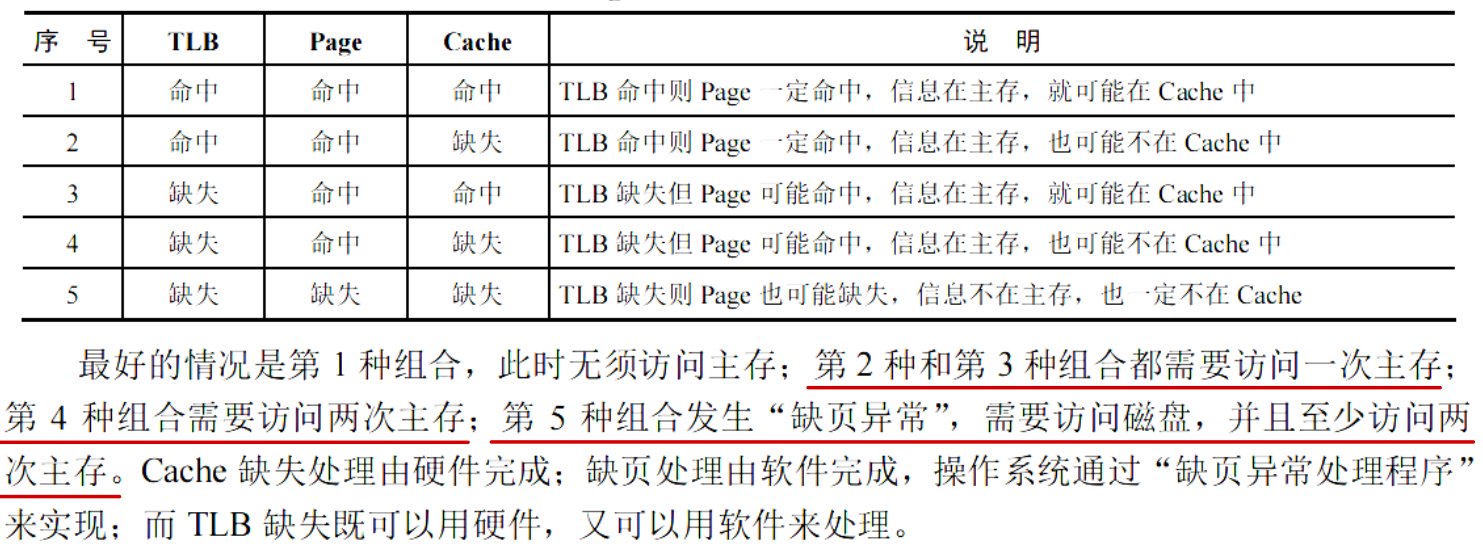 序 号 TLB Page Cache 说 明
1 命中 命中 命中 TLB 命中则 Page 一定命中，信息在主存，就可能在 Cache 中
2 命中 命中 缺失 TLB 命中则 Page 一定命中，信息在主存，也可能不在 Cache 中
3 缺失 命中 命中 TLB 缺失但 Page 可能命中，信息在主存，就可能在 Cache 中
4 缺失 命中 缺失 TLB 缺失但 Page 可能命中，信息在主存，也可能不在 Cache 中
5 缺失 缺失 缺失 TLB 缺失则 Page 也可能缺失，信息不在主存，也一定不在 Cache
最好的情况是第 1 种组合，此时无须访问主存；第 2 种和第 3 种组合都需要访问一次主存；
第 4 种组合需要访问两次主存；第 5 种组合发生“缺页异常”，需要访问磁盘，并且至少访问两
次主存。Cache 缺失处理由硬件完成；缺页处理由软件完成，操作系统通过“缺页异常处理程序”
来实现；而 TLB 缺失既可以用硬件，又可以用软件来处理。